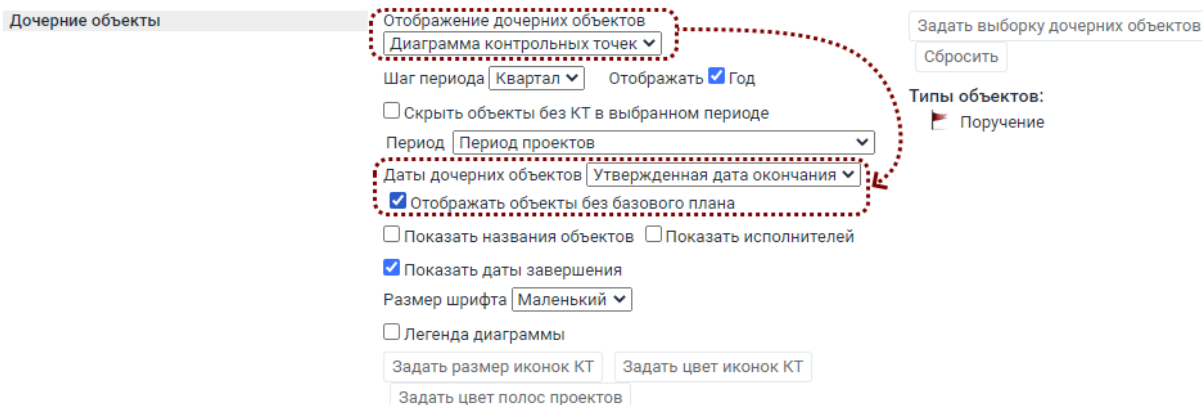 Дочерние объекты
Отображение дочерних объектов
Диаграмма контрольных точек
Шаг периода Квартал Отображать Год
Скрыть объекты без КТ в выбранном периоде
Период Период проектов
Даты дочерних объектов Утвержденная дата окончания
Отображать объекты без базового плана
Показать названия объектов Показать исполнителей
Показать даты завершения
Размер шрифта Маленький
Легенда диаграммы
Задать размер иконок КТ Задать цвет иконок КТ
Задать цвет полос проектов
Задать выборку дочерних объектов
Сбросить
Типы объектов:
Поручение